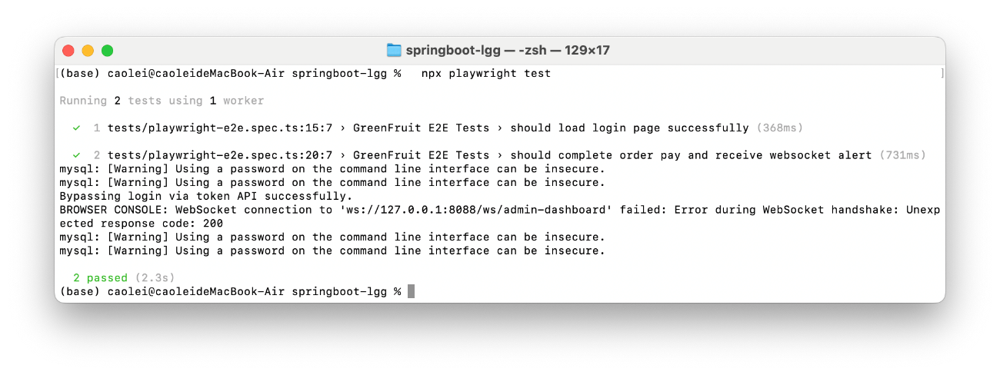 springboot-lgg — -zsh — 129×17
[(base) caolei@caoleideMacBook-Air springboot-lgg %   npx playwright test ]
Running 2 tests using 1 worker
✓  1 tests/playwright-e2e.spec.ts:15:7 › GreenFruit E2E Tests › should load login page successfully (368ms)
✓  2 tests/playwright-e2e.spec.ts:20:7 › GreenFruit E2E Tests › should complete order pay and receive websocket alert (731ms)
mysql: [Warning] Using a password on the command line interface can be insecure.
mysql: [Warning] Using a password on the command line interface can be insecure.
Bypassing login via token API successfully.
BROWSER CONSOLE: WebSocket connection to 'ws://127.0.0.1:8088/ws/admin-dashboard' failed: Error during WebSocket handshake: Unexp
ected response code: 200
mysql: [Warning] Using a password on the command line interface can be insecure.
mysql: [Warning] Using a password on the command line interface can be insecure.
2 passed (2.3s)
(base) caolei@caoleideMacBook-Air springboot-lgg %